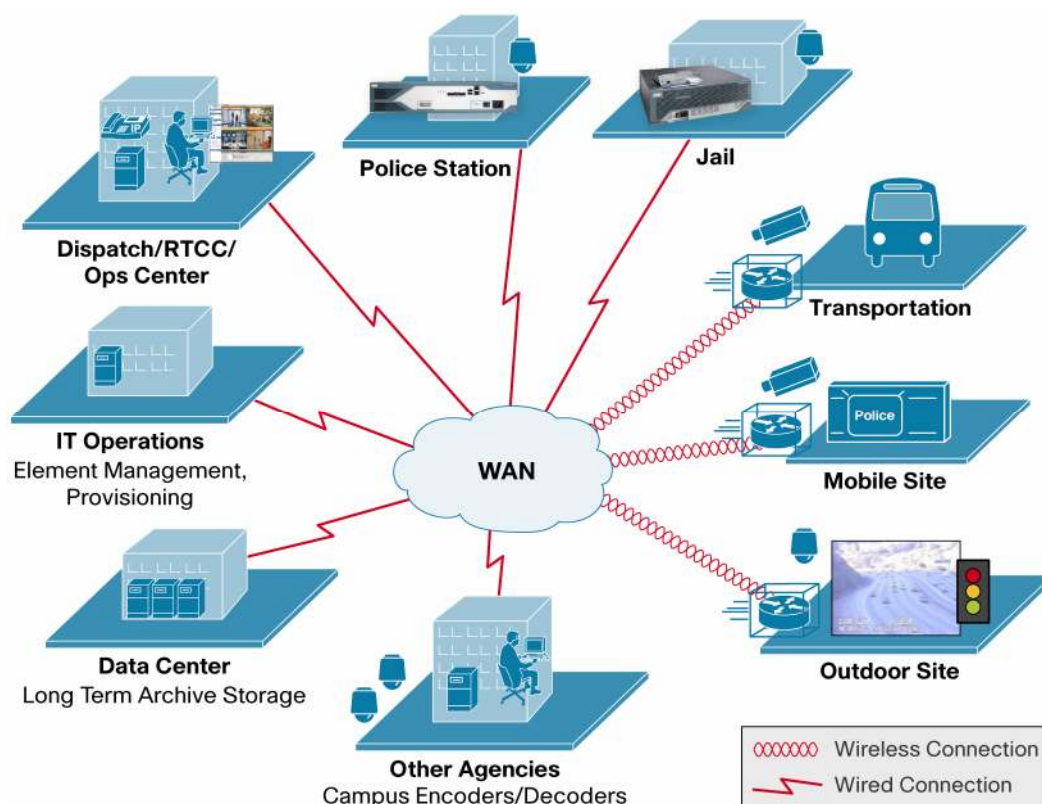 Police Station
Jail
IP
Dispatch/RTCC/
Ops Center
Transportation
IT Operations
Element Management,
Provisioning
WAN
Police
Mobile Site
Data Center
Long Term Archive Storage
Outdoor Site
Other Agencies
Campus Encoders/Decoders
Wireless Connection
Wired Connection